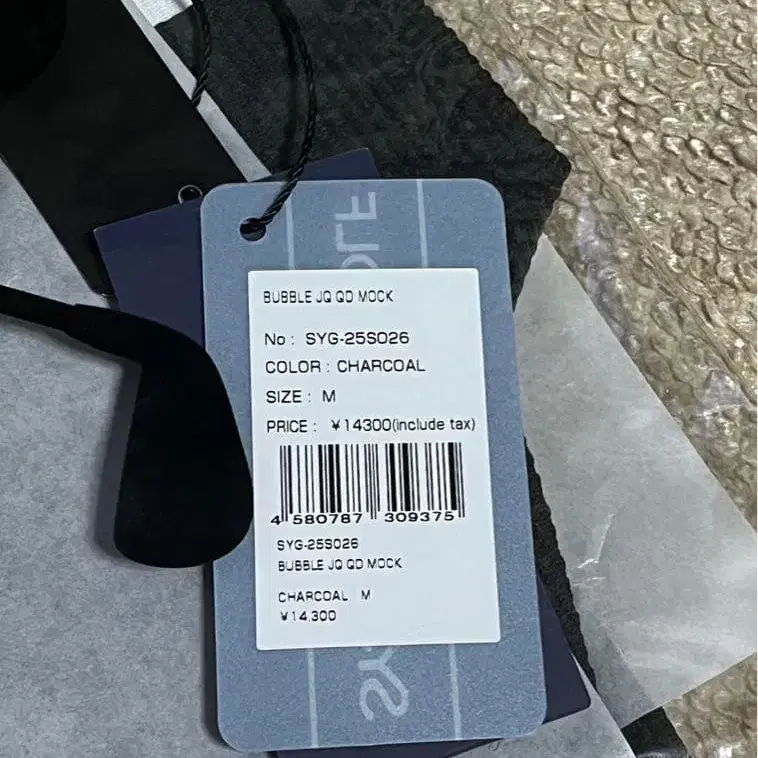 BUBBLE JQ QD MOCK
No : SYG-25S026
COLOR : CHARCOAL
SIZE : M
PRICE : ¥14300(include tax)
4 580787 309375
SYG-25S026
BUBBLE JQ QD MOCK
CHARCOAL M
¥14,300